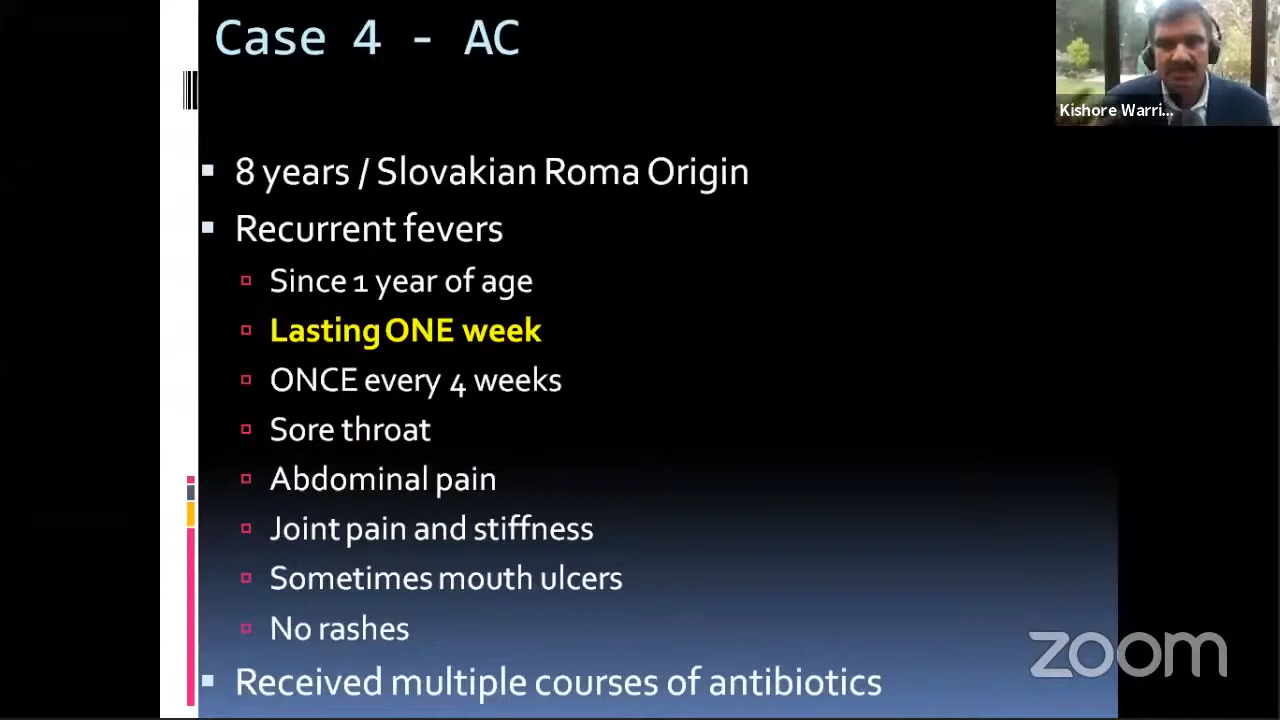 Case 4 - AC
Kishore Warri...
8 years / Slovakian Roma Origin
Recurrent fevers
Since 1 year of age
Lasting ONE week
ONCE every 4 weeks
Sore throat
Abdominal pain
Joint pain and stiffness
Sometimes mouth ulcers
No rashes
Received multiple courses of antibiotics
zoom